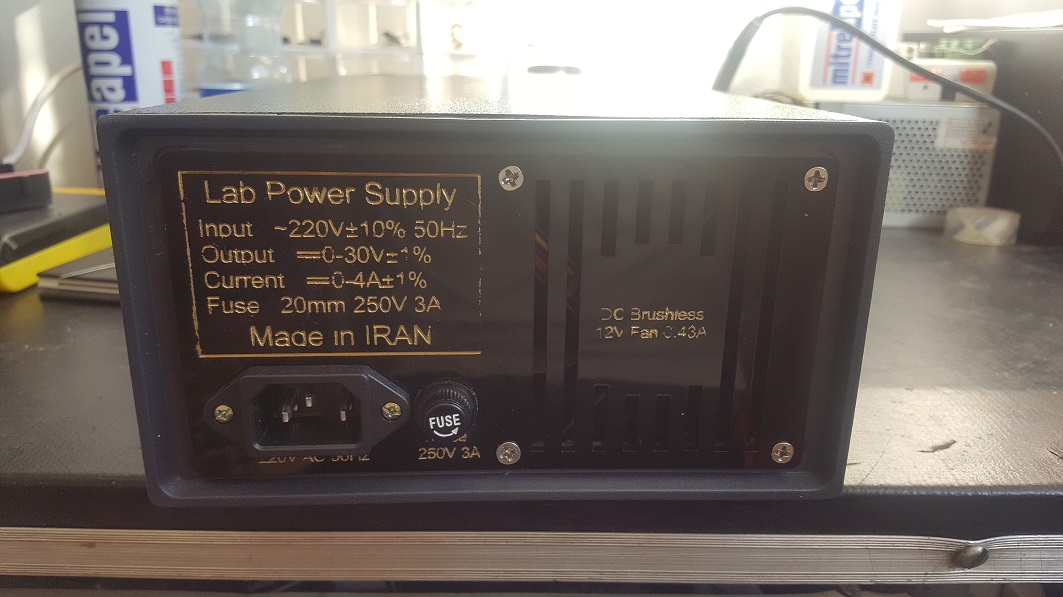 apel
mitre
Lab Power Supply
Input ~220V±10% 50Hz
Output ⎓0-30V±1%
Current ⎓0-4A±1%
Fuse 20mm 250V 3A
Made in IRAN
DC Brushless
12V Fan 0.43A
FUSE
220V AC 50Hz
250V 3A